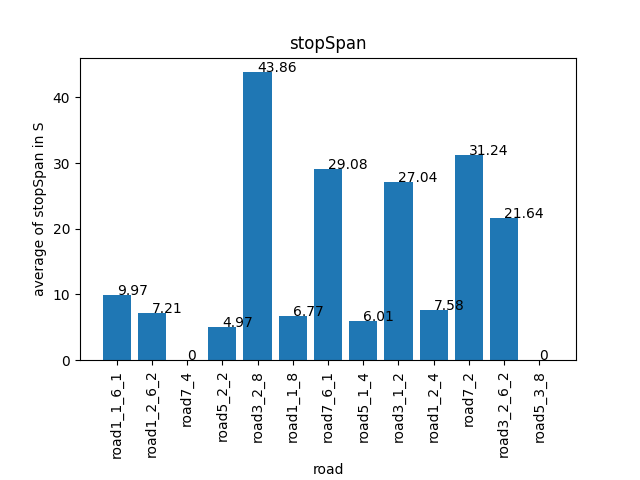 stopSpan
average of stopSpan in S
40
30
20
10
0
9.97
7.21
0
4.97
43.86
6.77
29.08
6.01
27.04
7.58
31.24
21.64
0
road1_1_6_1
road1_2_6_2
road7_4
road5_2_2
road3_2_8
road1_1_8
road7_6_1
road5_1_4
road3_1_2
road1_2_4
road7_2
road3_2_6_2
road5_3_8
road